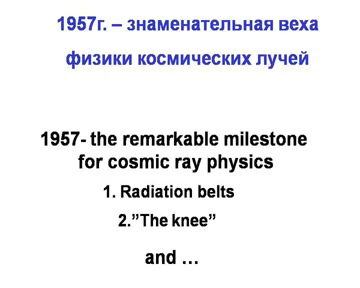 1957г. – знаменательная веха
физики космических лучей
1957- the remarkable milestone
for cosmic ray physics
1. Radiation belts
2.”The knee”
and …